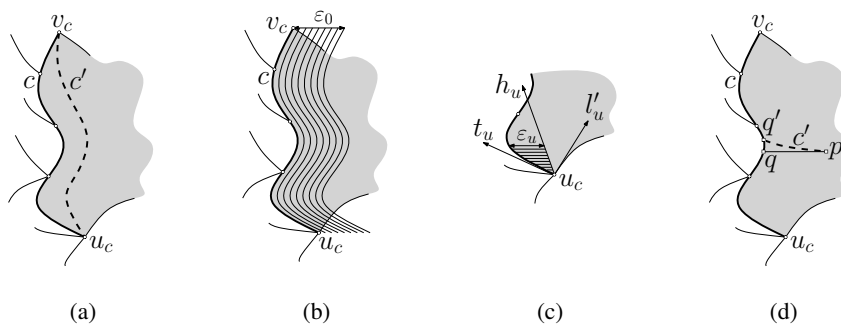 v_c
c
c′
u_c
(a)
v_c
ε_0
c
u_c
(b)
h_u
l′_u
t_u
ε_u
u_c
(c)
v_c
c
q′
c′
q
p
u_c
(d)